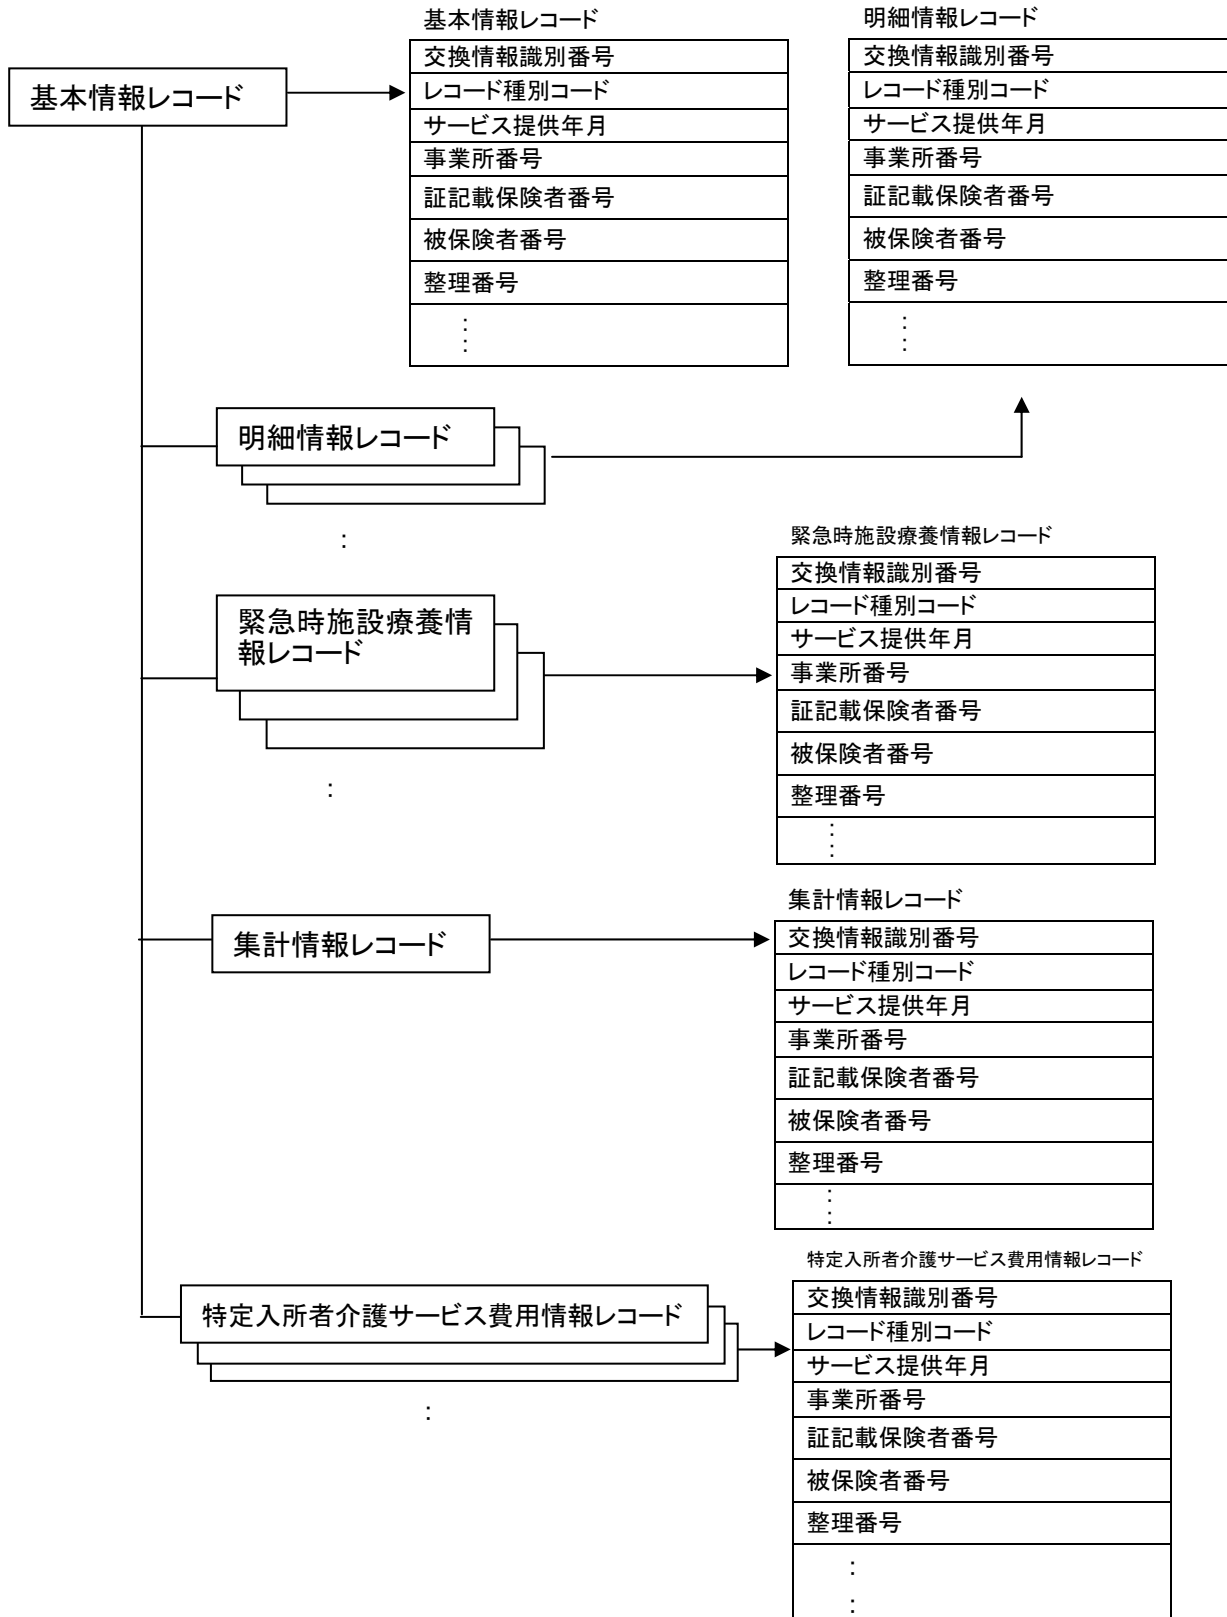 基本情報レコード
基本情報レコード
交換情報識別番号
レコード種別コード
サービス提供年月
事業所番号
証記載保険者番号
被保険者番号
整理番号
：
：
明細情報レコード
交換情報識別番号
レコード種別コード
サービス提供年月
事業所番号
証記載保険者番号
被保険者番号
整理番号
：
：
明細情報レコード
：
緊急時施設療養情
報レコード
：
緊急時施設療養情報レコード
交換情報識別番号
レコード種別コード
サービス提供年月
事業所番号
証記載保険者番号
被保険者番号
整理番号
：
：
集計情報レコード
集計情報レコード
交換情報識別番号
レコード種別コード
サービス提供年月
事業所番号
証記載保険者番号
被保険者番号
整理番号
：
：
特定入所者介護サービス費用情報レコード
：
特定入所者介護サービス費用情報レコード
交換情報識別番号
レコード種別コード
サービス提供年月
事業所番号
証記載保険者番号
被保険者番号
整理番号
：
：